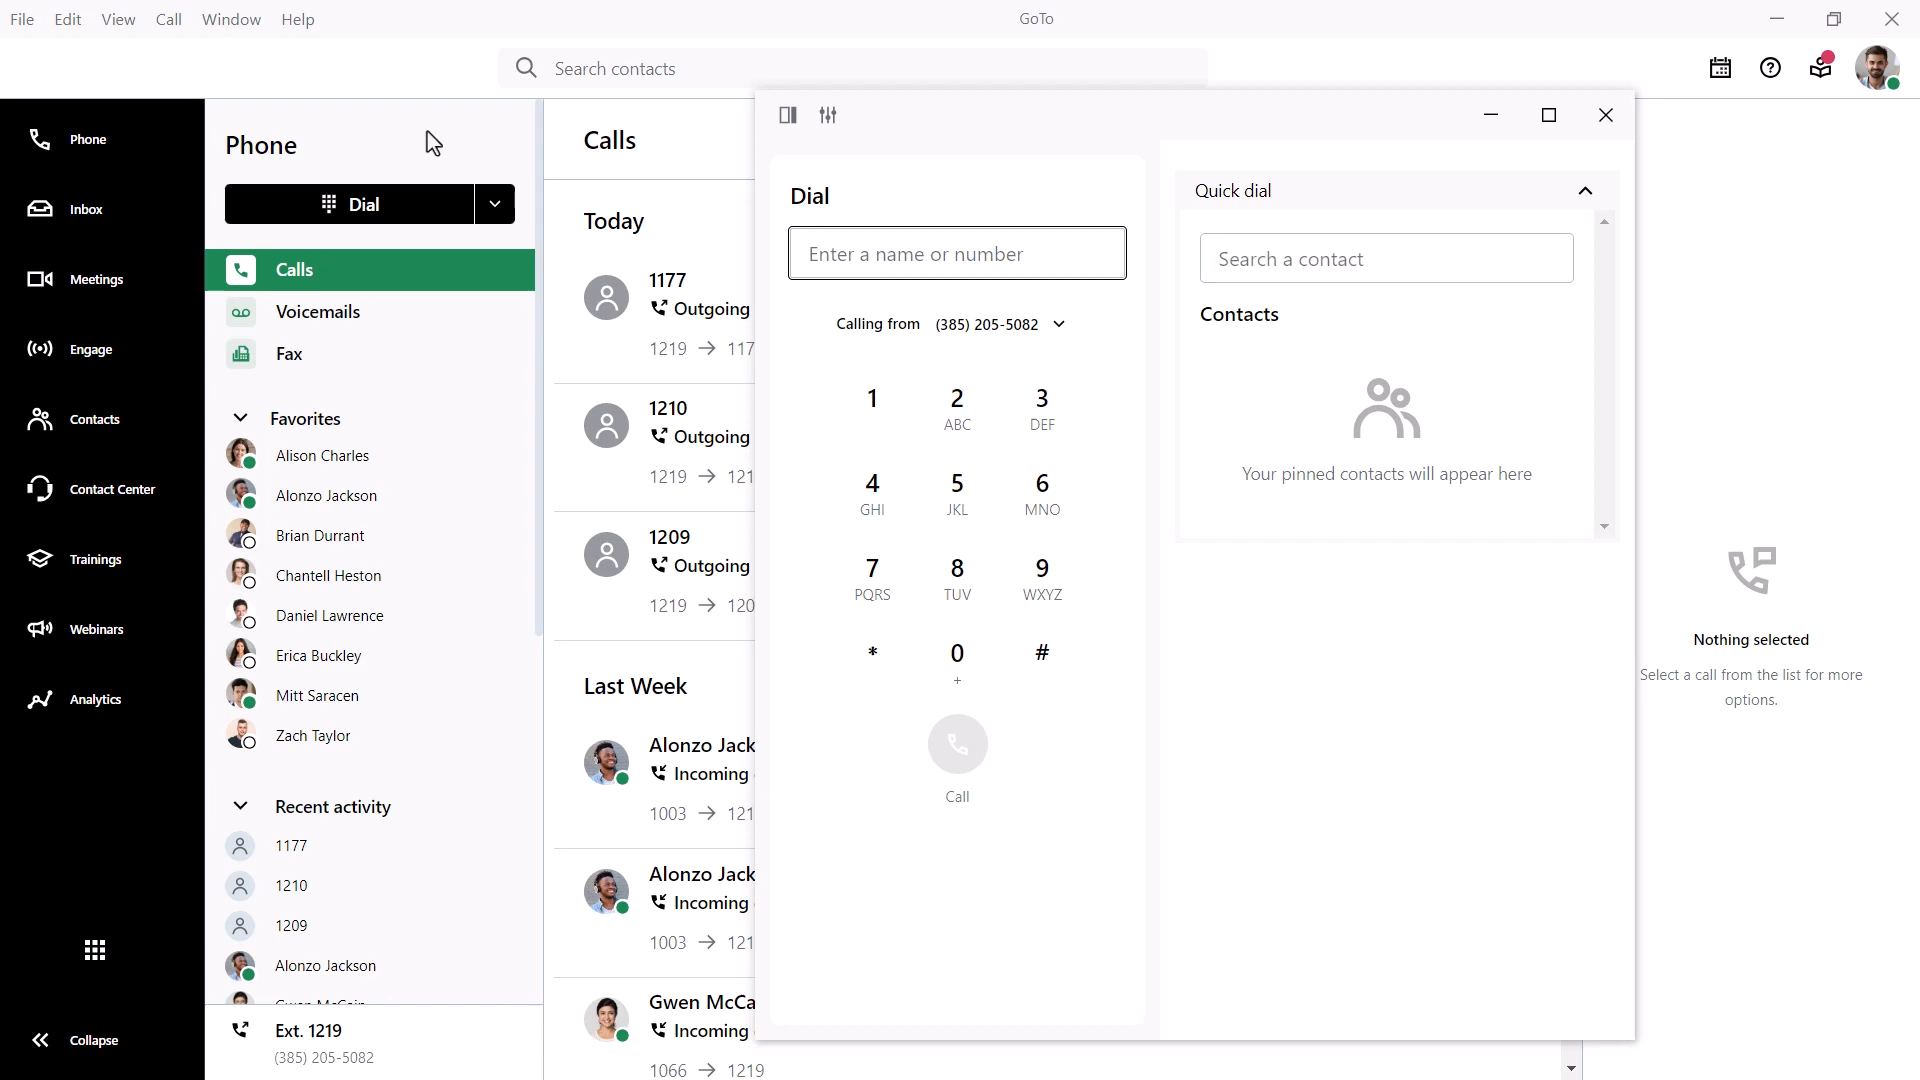 File Edit View Call Window Help
GoTo
Search contacts
Phone
Inbox
Meetings
Engage
Contacts
Contact Center
Trainings
Webinars
Analytics
Collapse
Phone
Dial
Calls
Voicemails
Fax
Favorites
Alison Charles
Alonzo Jackson
Brian Durrant
Chantell Heston
Daniel Lawrence
Erica Buckley
Mitt Saracen
Zach Taylor
Recent activity
1177
1210
1209
Alonzo Jackson
Ext. 1219
(385) 205-5082
Calls
Today
1177
Outgoing
1219 → 117
1210
Outgoing
1219 → 121
1209
Outgoing
1219 → 120
Last Week
Alonzo Jack
Incoming
1003 → 121
Alonzo Jack
Incoming
1003 → 121
Gwen McCa
Incoming
1066 → 1219
Dial
Enter a name or number
Calling from (385) 205-5082
1 2 3
ABC DEF
4 5 6
GHI JKL MNO
7 8 9
PQRS TUV WXYZ
* 0 #
+
Call
Quick dial
Search a contact
Contacts
Your pinned contacts will appear here
Nothing selected
Select a call from the list for more
options.